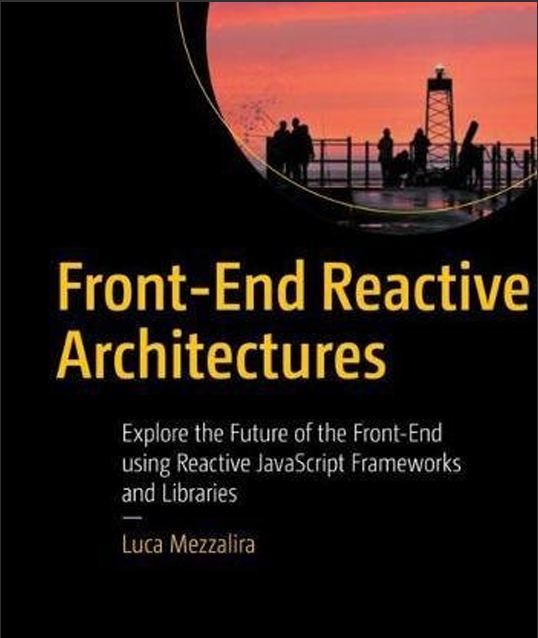 Front-End Reactive
Architectures
Explore the Future of the Front-End
using Reactive JavaScript Frameworks
and Libraries
Luca Mezzalira